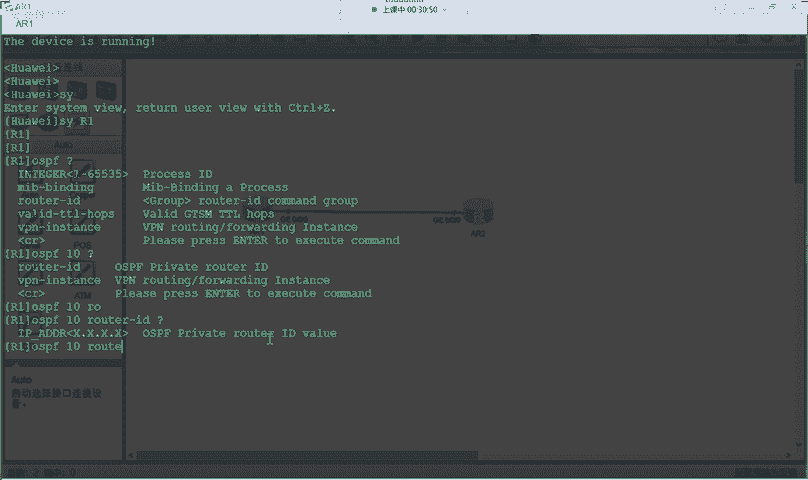 AR1
上课中 00:30:50
AR1
The device is running!
<Huawei>
<Huawei>
<Huawei>sy
Enter system view, return user view with Ctrl+Z.
[Huawei]sy R1
[R1]
[R1]
[R1]ospf ?
INTEGER<1-65535> Process ID
mib-binding Mib-Binding a Process
router-id <Group> router-id command group
valid-ttl-hops Valid GTSM TTL hops
vpn-instance VPN routing/forwarding Instance
<cr> Please press ENTER to execute command
[R1]ospf 10 ?
router-id OSPF Private router ID
vpn-instance VPN routing/forwarding Instance
<cr> Please press ENTER to execute command
[R1]ospf 10 ro
[R1]ospf 10 router-id ?
IP_ADDR<X.X.X.X> OSPF Private router ID value
[R1]ospf 10 route
Auto
POS
ATM
AR2
Auto
自动选择接口连接设
备。